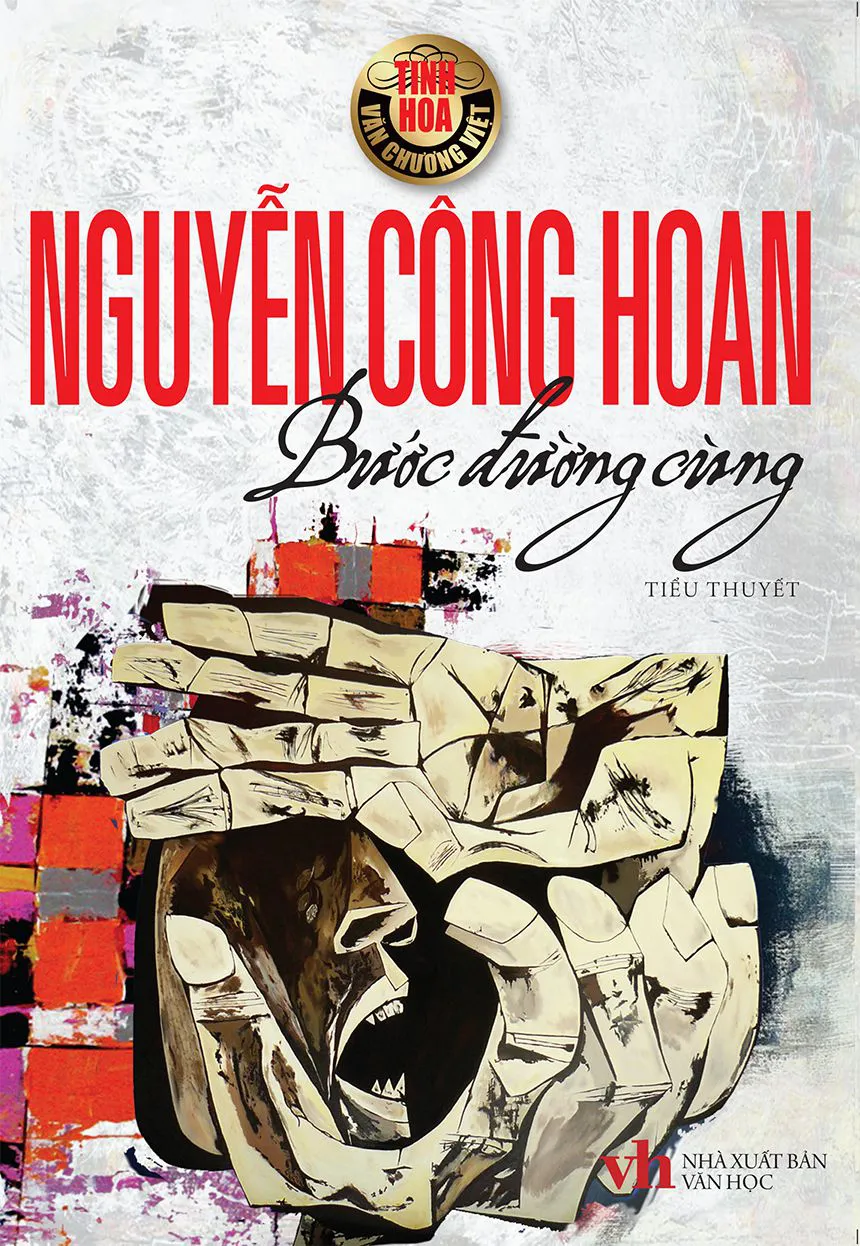 TINH
HOA
VĂN CHƯƠNG VIỆT
NGUYỄN CÔNG HOAN
Bước đường cùng
TIỂU THUYẾT
vh NHÀ XUẤT BẢN
VĂN HỌC